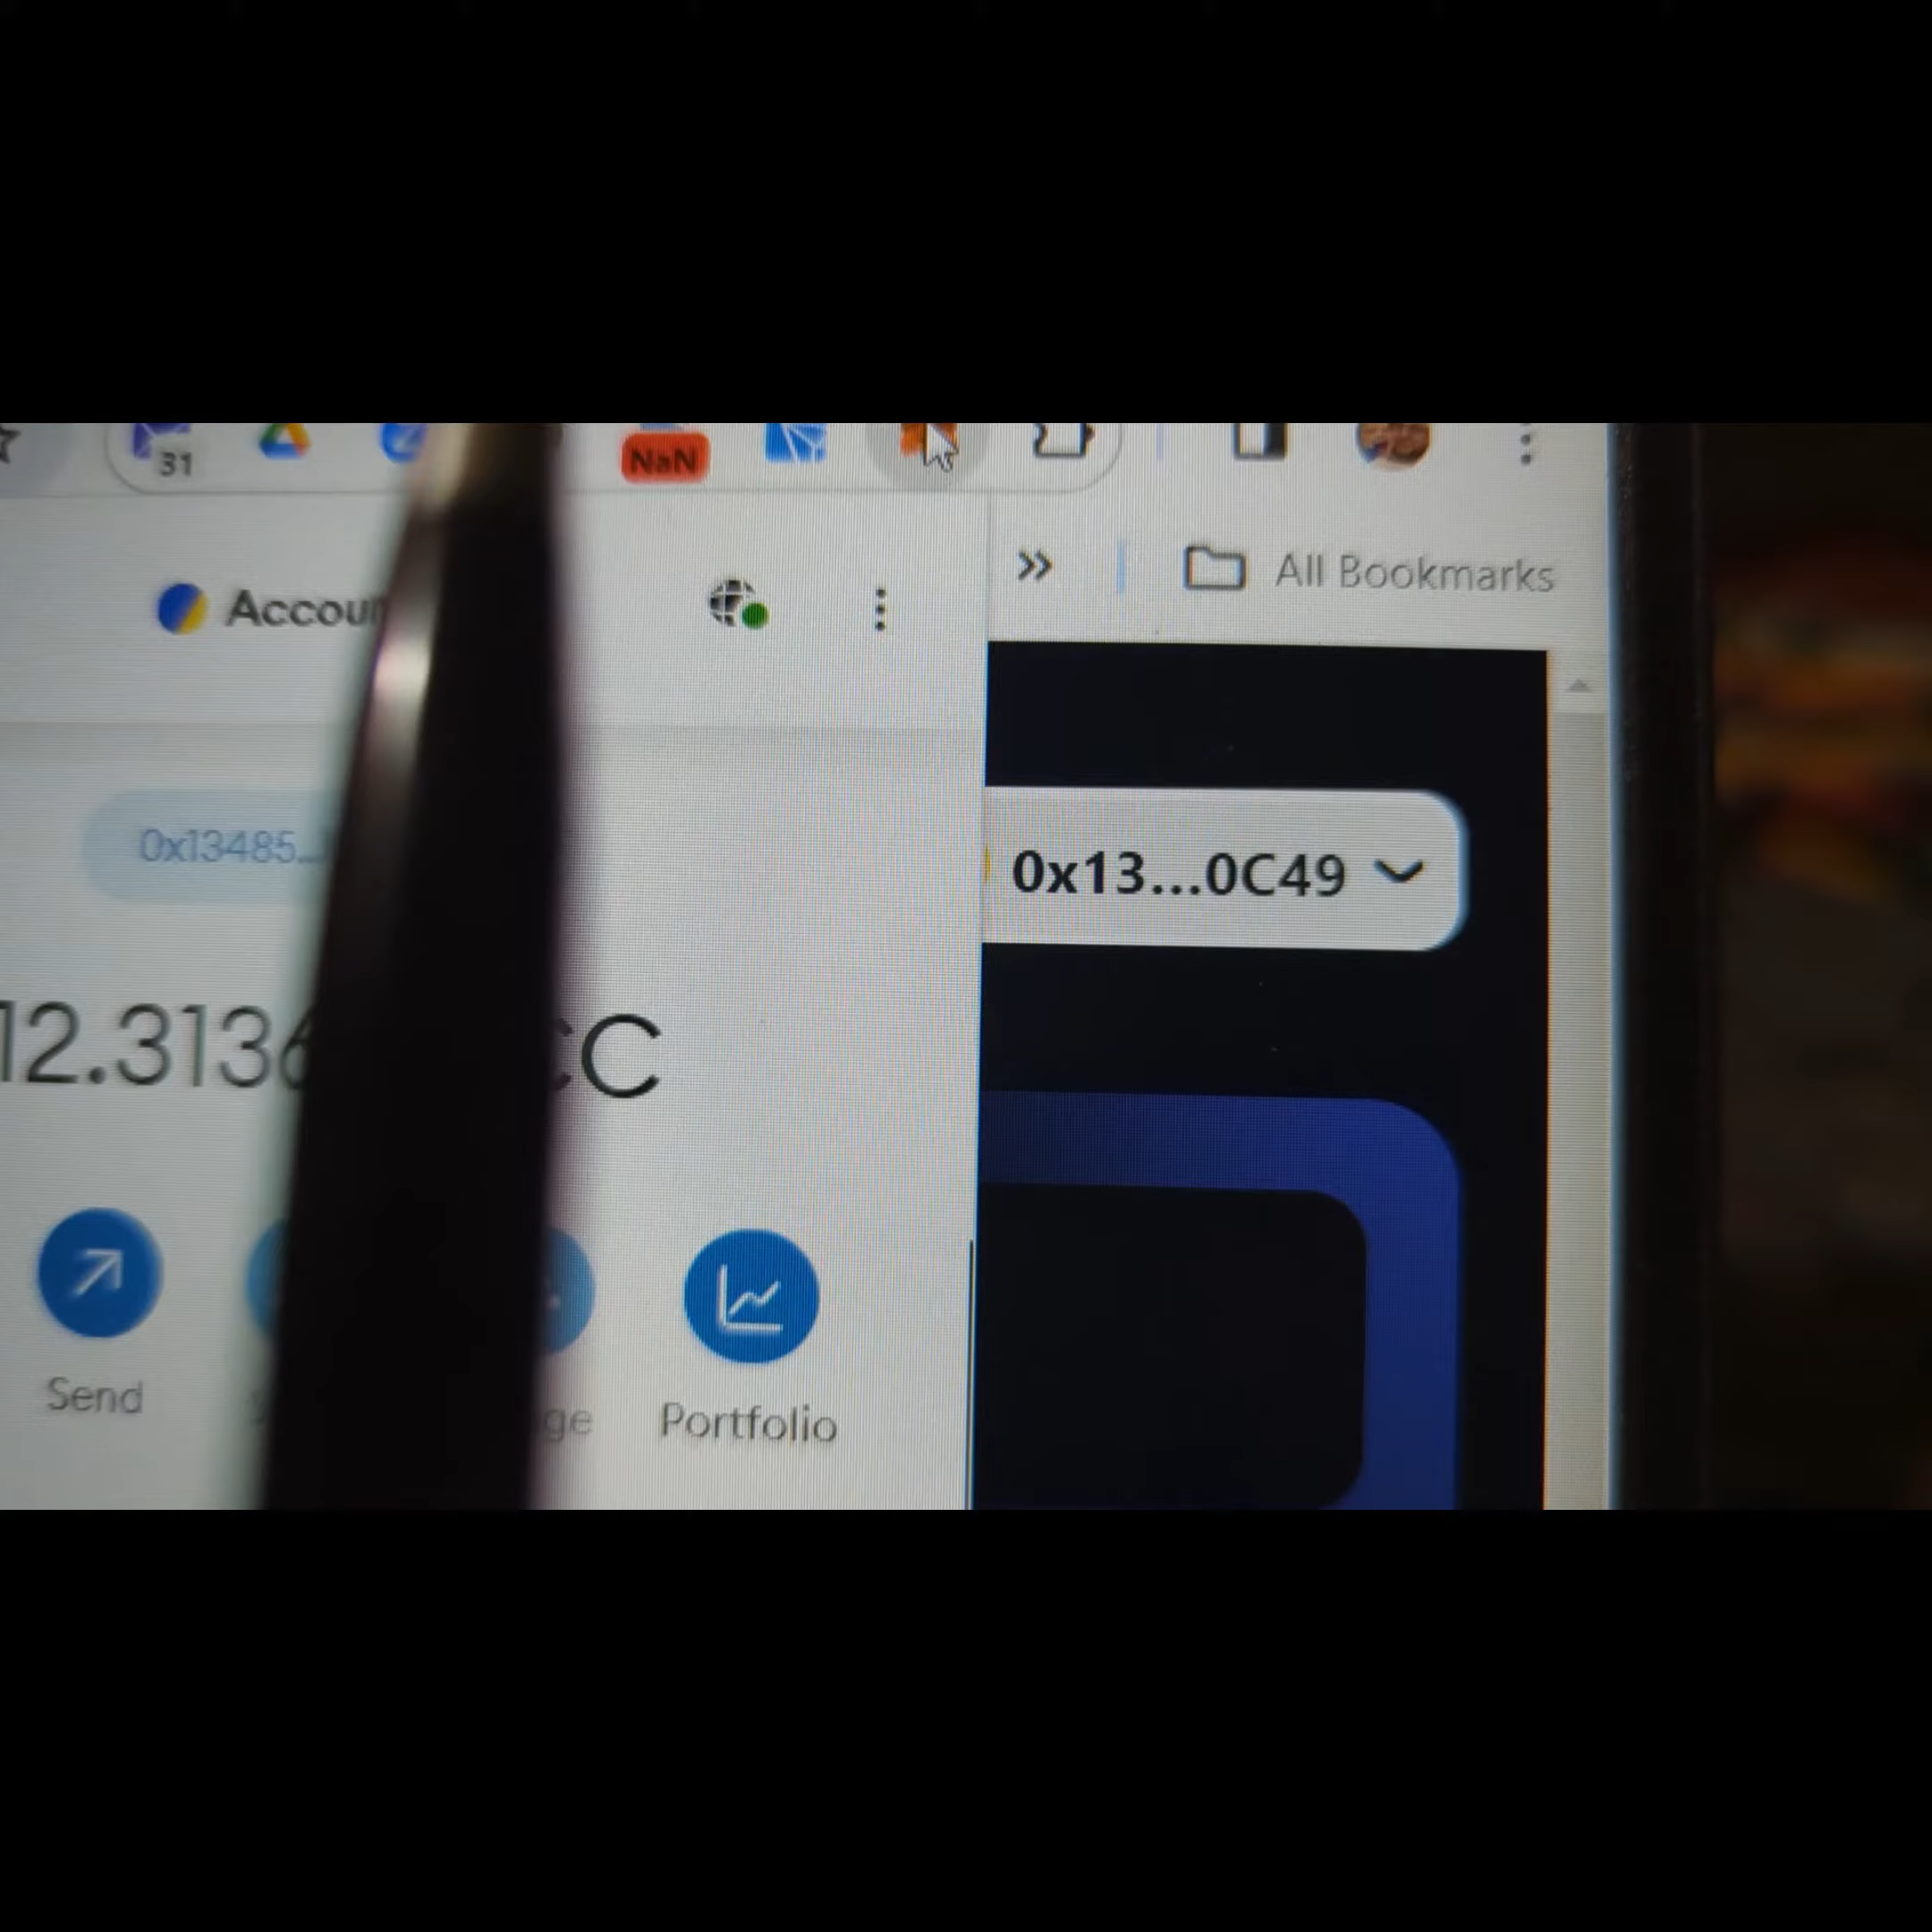 31
NaN
All Bookmarks
Accou
0x13485...
0x13...0C49
12.3136 CC
Send
ge
Portfolio